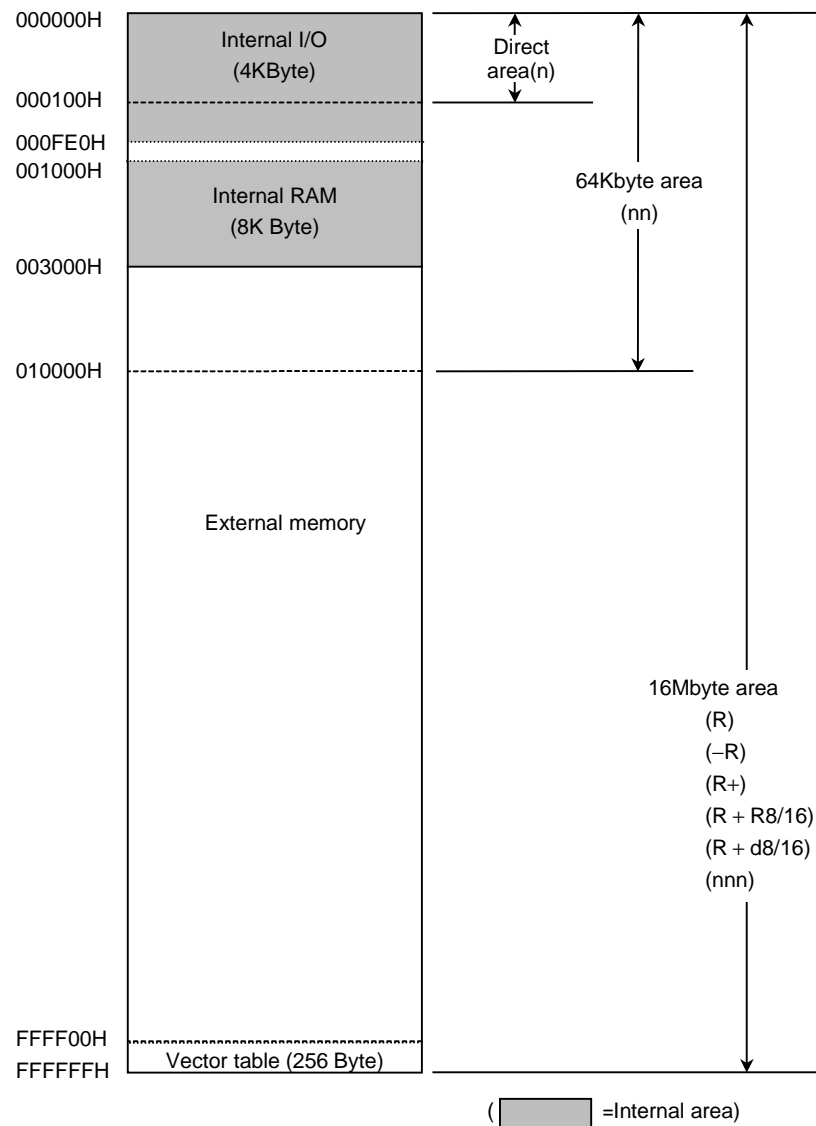 000000H
Internal I/O
(4KByte)
Direct
area(n)
000100H
000FE0H
001000H
Internal RAM
(8K Byte)
64Kbyte area
(nn)
003000H
010000H
External memory
16Mbyte area
(R)
(−R)
(R+)
(R + R8/16)
(R + d8/16)
(nnn)
FFFF00H
Vector table (256 Byte)
FFFFFFH
( =Internal area)